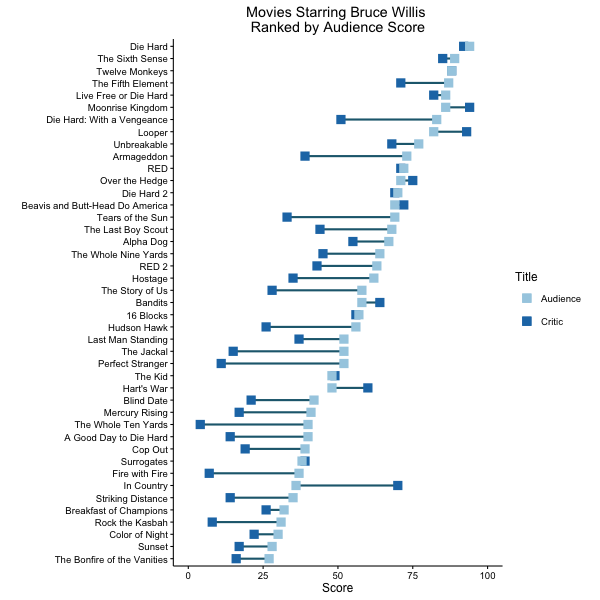 Movies Starring Bruce Willis
Ranked by Audience Score
Die Hard
The Sixth Sense
Twelve Monkeys
The Fifth Element
Live Free or Die Hard
Moonrise Kingdom
Die Hard: With a Vengeance
Looper
Unbreakable
Armageddon
RED
Over the Hedge
Die Hard 2
Beavis and Butt-Head Do America
Tears of the Sun
The Last Boy Scout
Alpha Dog
The Whole Nine Yards
RED 2
Hostage
The Story of Us
Bandits
16 Blocks
Hudson Hawk
Last Man Standing
The Jackal
Perfect Stranger
The Kid
Hart's War
Blind Date
Mercury Rising
The Whole Ten Yards
A Good Day to Die Hard
Cop Out
Surrogates
Fire with Fire
In Country
Striking Distance
Breakfast of Champions
Rock the Kasbah
Color of Night
Sunset
The Bonfire of the Vanities
0 25 50 75 100
Score
Title
Audience
Critic